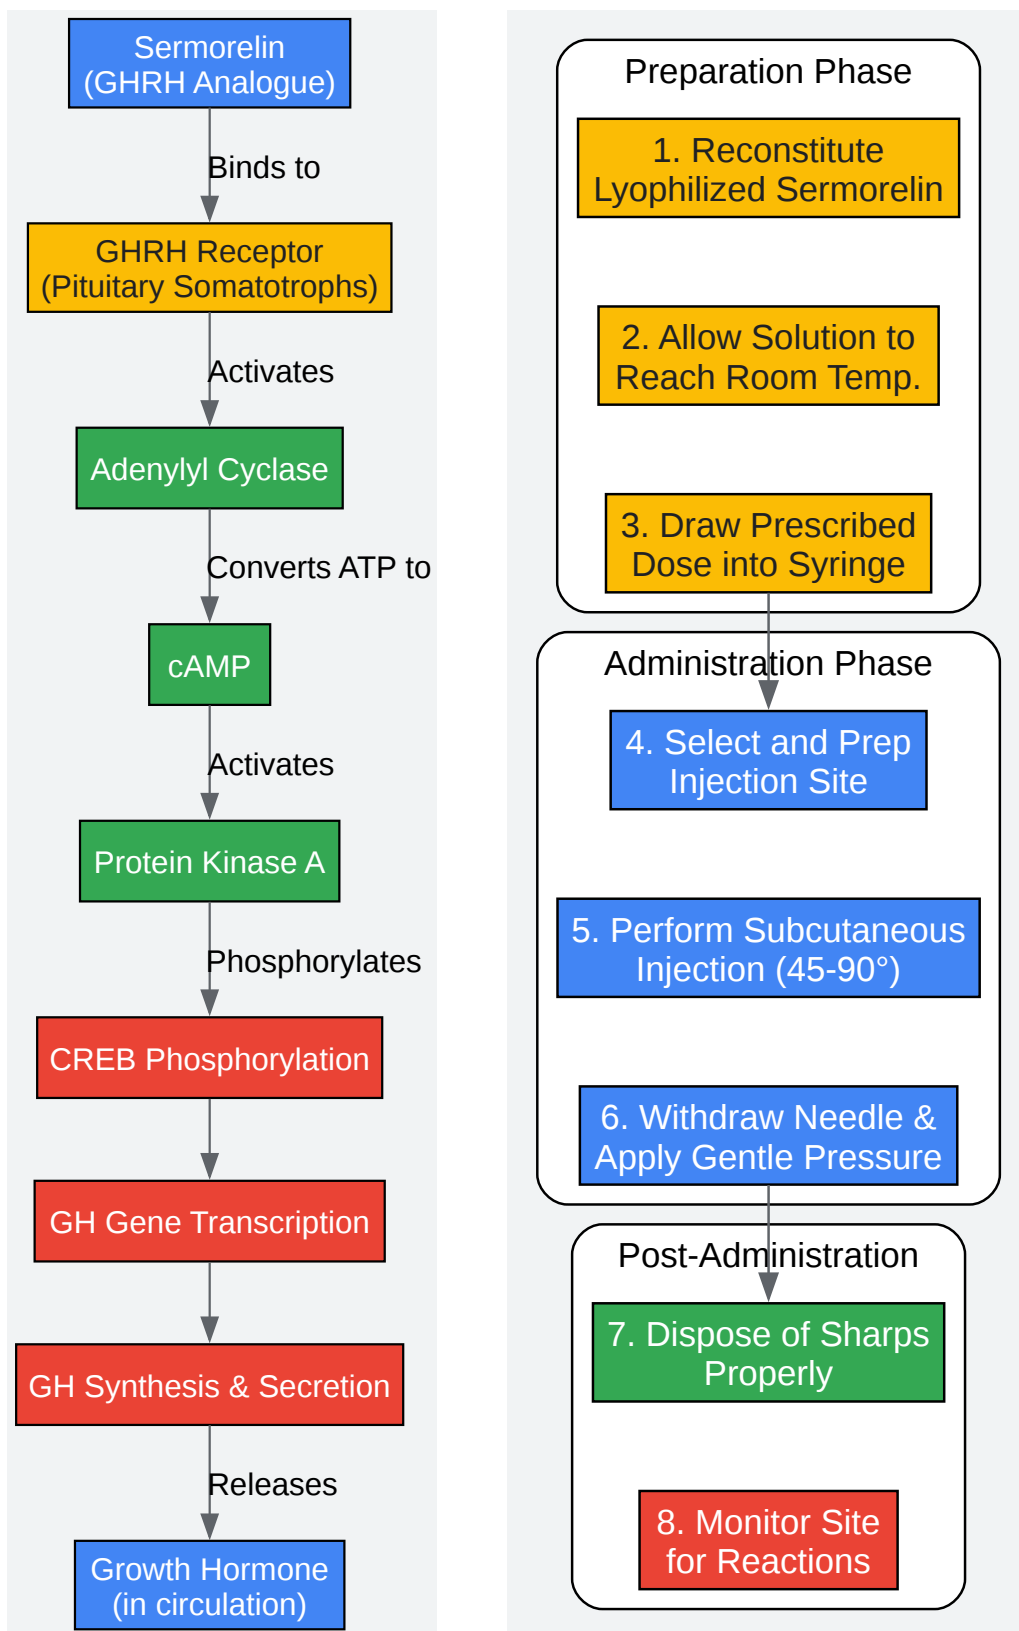 Sermorelin
(GHRH Analogue)
Binds to
GHRH Receptor
(Pituitary Somatotrophs)
Activates
Adenylyl Cyclase
Converts ATP to
cAMP
Activates
Protein Kinase A
Phosphorylates
CREB Phosphorylation
GH Gene Transcription
GH Synthesis & Secretion
Releases
Growth Hormone
(in circulation)
Preparation Phase
1. Reconstitute
Lyophilized Sermorelin
2. Allow Solution to
Reach Room Temp.
3. Draw Prescribed
Dose into Syringe
Administration Phase
4. Select and Prep
Injection Site
5. Perform Subcutaneous
Injection (45-90°)
6. Withdraw Needle &
Apply Gentle Pressure
Post-Administration
7. Dispose of Sharps
Properly
8. Monitor Site
for Reactions